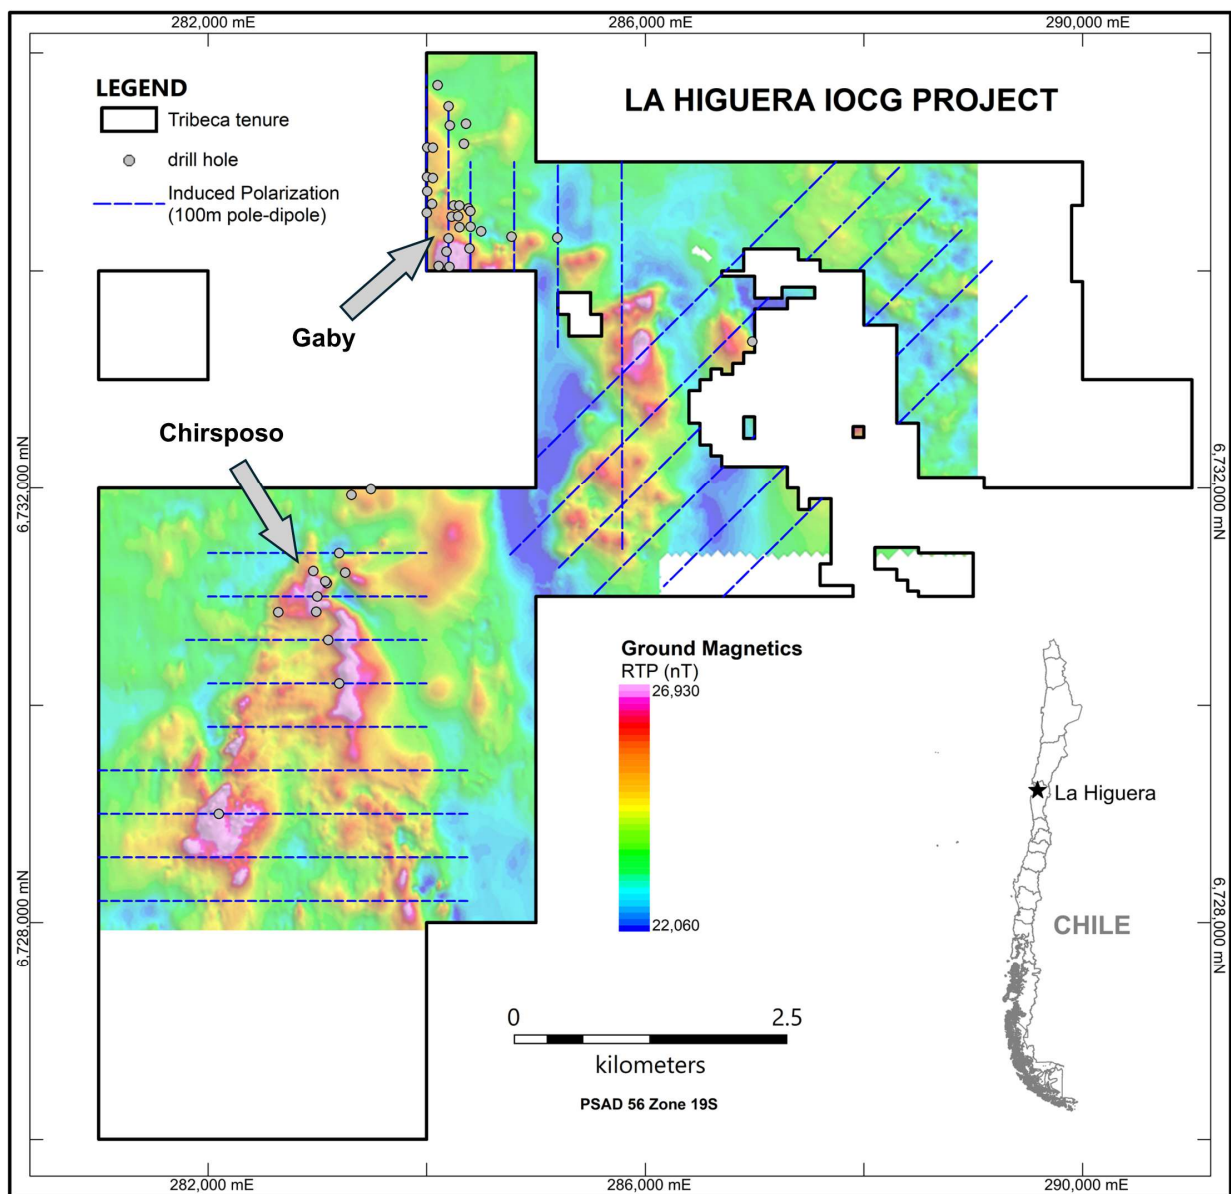 282,000 mE
286,000 mE
290,000 mE
LEGEND
Tribeca tenure
drill hole
Induced Polarization
(100m pole-dipole)
LA HIGUERA IOCG PROJECT
Gaby
Chirsposo
6,732,000 mN
6,732,000 mN
Ground Magnetics
RTP (nT)
26,930
22,060
La Higuera
CHILE
6,728,000 mN
6,728,000 mN
0
2.5
kilometers
PSAD 56 Zone 19S
282,000 mE
286,000 mE
290,000 mE